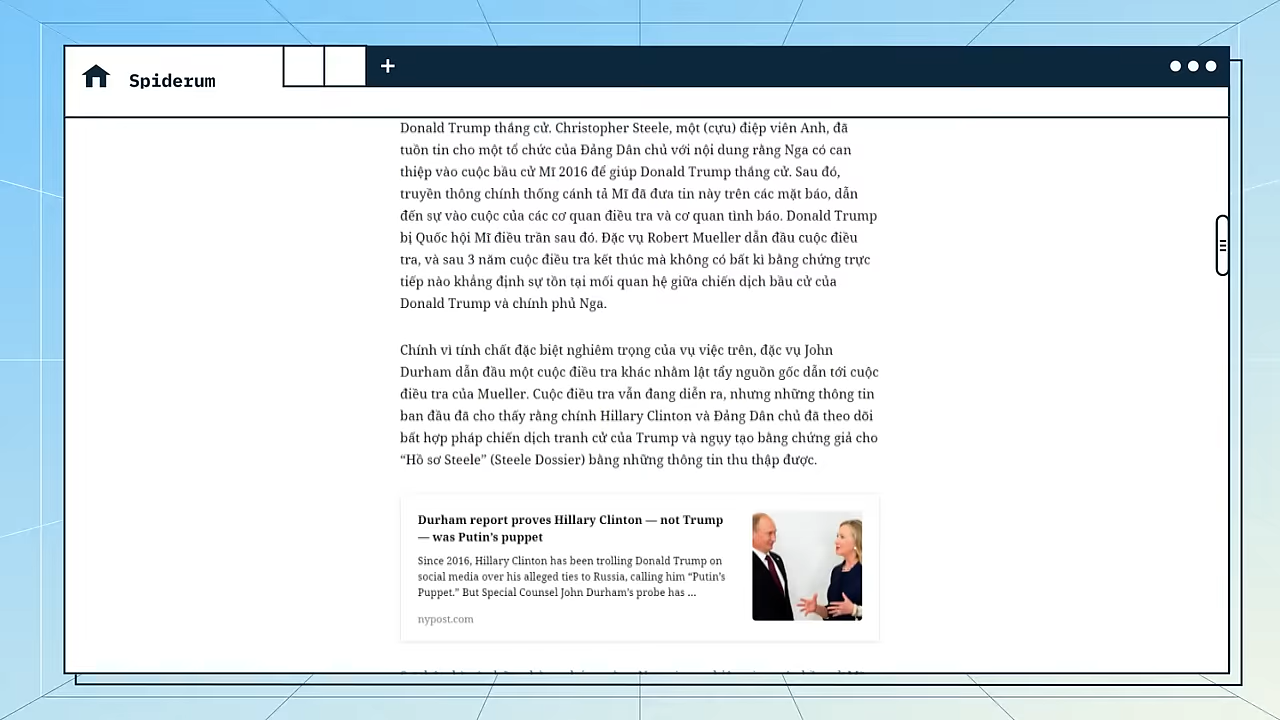 Spiderum
Donald Trump thắng cử. Christopher Steele, một (cựu) điệp viên Anh, đã
tuồn tin cho một tổ chức của Đảng Dân chủ với nội dung rằng Nga có can
thiệp vào cuộc bầu cử Mĩ 2016 để giúp Donald Trump thắng cử. Sau đó,
truyền thông chính thống cánh tả Mĩ đã đưa tin này trên các mặt báo, dẫn
đến sự vào cuộc của các cơ quan điều tra và cơ quan tình báo. Donald Trump
bị Quốc hội Mĩ điều trần sau đó. Đặc vụ Robert Mueller dẫn đầu cuộc điều
tra, và sau 3 năm cuộc điều tra kết thúc mà không có bất kì bằng chứng trực
tiếp nào khẳng định sự tồn tại mối quan hệ giữa chiến dịch bầu cử của
Donald Trump và chính phủ Nga.
Chính vì tính chất đặc biệt nghiêm trọng của vụ việc trên, đặc vụ John
Durham dẫn đầu một cuộc điều tra khác nhằm lật tẩy nguồn gốc dẫn tới cuộc
điều tra của Mueller. Cuộc điều tra vẫn đang diễn ra, nhưng những thông tin
ban đầu đã cho thấy rằng chính Hillary Clinton và Đảng Dân chủ đã theo dõi
bất hợp pháp chiến dịch tranh cử của Trump và ngụy tạo bằng chứng giả cho
“Hồ sơ Steele” (Steele Dossier) bằng những thông tin thu thập được.
Durham report proves Hillary Clinton — not Trump
— was Putin's puppet
Since 2016, Hillary Clinton has been trolling Donald Trump on
social media over his alleged ties to Russia, calling him “Putin's
Puppet.” But Special Counsel John Durham's probe has ...
nypost.com